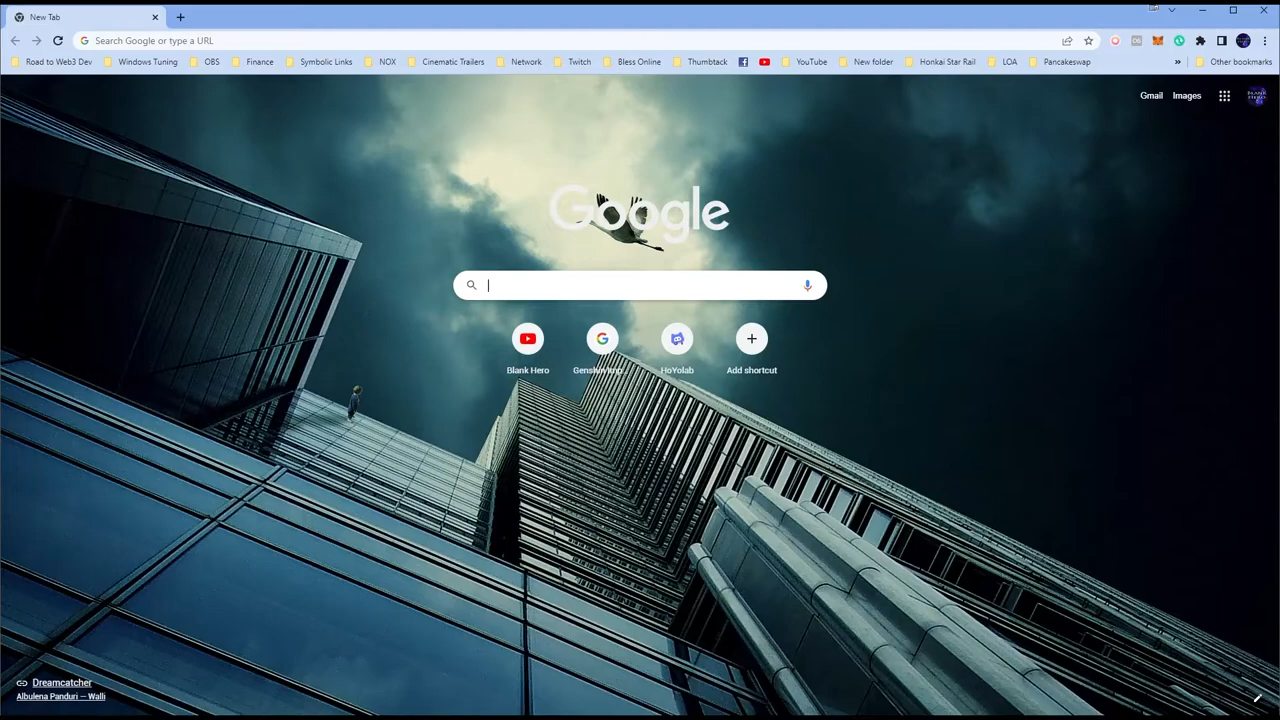 New Tab
Search Google or type a URL
Road to Web3 Dev Windows Tuning OBS Finance Symbolic Links NOX Cinematic Trailers Network Twitch Bless Online Thumbtack YouTube New folder Honkai Star Rail LOA Pancakeswap » Other bookmarks
Gmail Images
Google
Blank Hero Genshin Imp... HoYolab Add shortcut
Dreamcatcher
Albulena Panduri — Walli